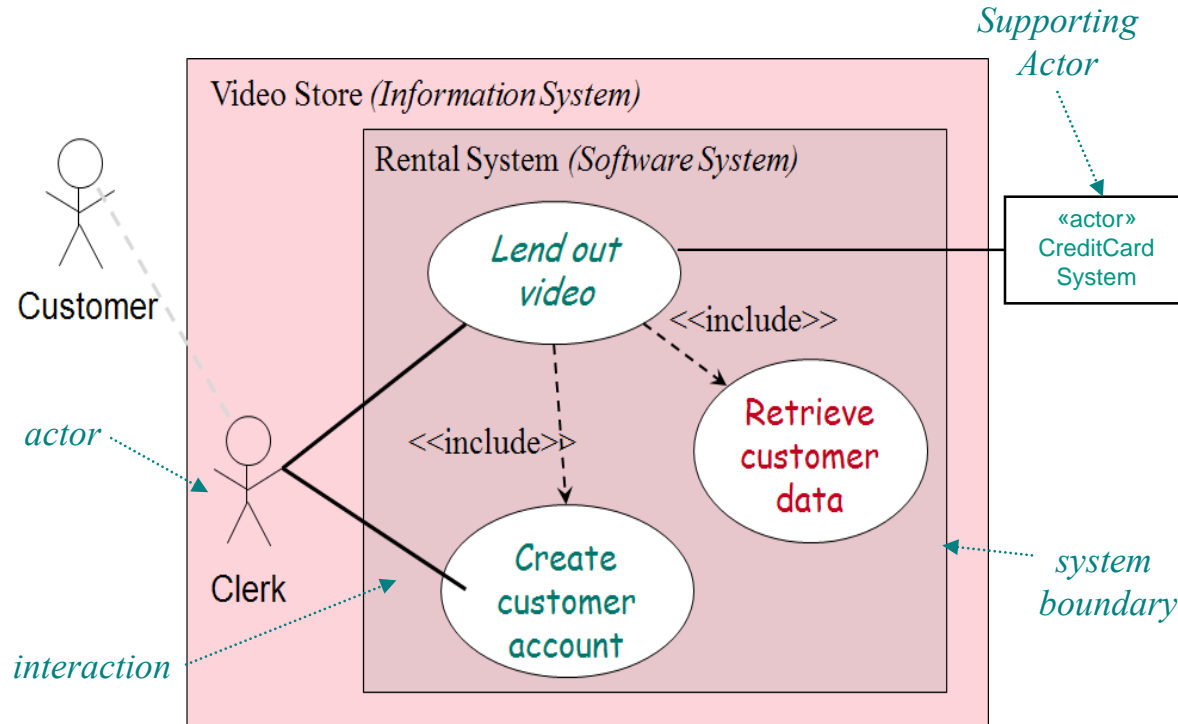 Supporting
Actor
Video Store (Information System)
Rental System (Software System)
«actor»
CreditCard
System
Lend out
video
Customer
<<include>>
Retrieve
customer
data
actor
<<include>>
Create
customer
account
Clerk
system
boundary
interaction